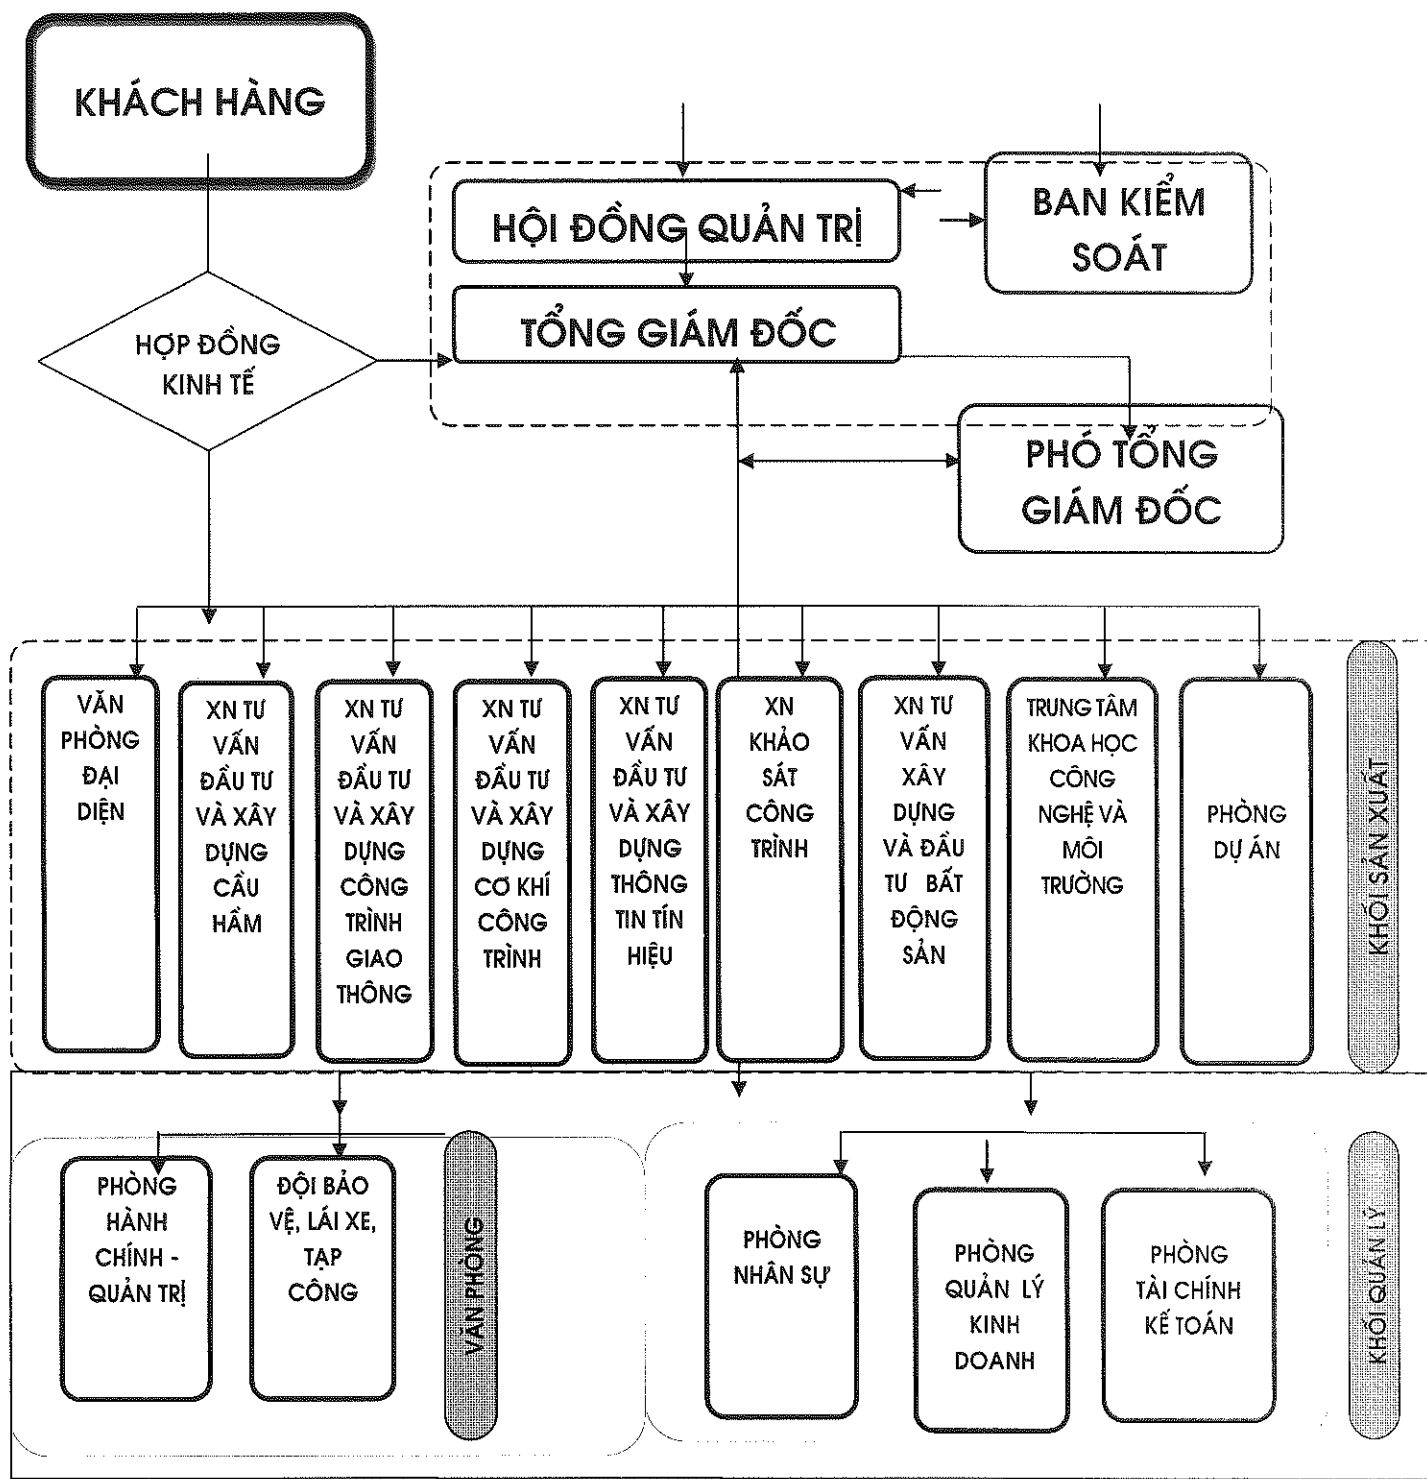 KHÁCH HÀNG
HỘI ĐỒNG QUẢN TRỊ
BAN KIỂM
SOÁT
TỔNG GIÁM ĐỐC
HỢP ĐỒNG
KINH TẾ
PHÓ TỔNG
GIÁM ĐỐC
VĂN
PHÒNG
ĐẠI
DIỆN
XN TƯ
VẤN
ĐẦU TƯ
VÀ XÂY
DỰNG
CẦU
HẦM
XN TƯ
VẤN
ĐẦU TƯ
VÀ XÂY
DỰNG
CÔNG
TRÌNH
GIAO
THÔNG
XN TƯ
VẤN
ĐẦU TƯ
VÀ XÂY
DỰNG
CƠ KHÍ
CÔNG
TRÌNH
XN TƯ
VẤN
ĐẦU TƯ
VÀ XÂY
DỰNG
THÔNG
TIN TÍN
HIỆU
XN
KHẢO
SÁT
CÔNG
TRÌNH
XN TƯ
VẤN
XÂY
DỰNG
VÀ ĐẦU
TƯ BẤT
ĐỘNG
SẢN
TRUNG TÂM
KHOA HỌC
CÔNG
NGHỆ VÀ
MÔI
TRƯỜNG
PHÒNG
DỰ ÁN
KHỐI SẢN XUẤT
PHÒNG
HÀNH
CHÍNH -
QUẢN TRỊ
ĐỘI BẢO
VỆ, LÁI XE,
TẠP
CÔNG
VĂN PHÒNG
PHÒNG
NHÂN SỰ
PHÒNG
QUẢN LÝ
KINH
DOANH
PHÒNG
TÀI CHÍNH
KẾ TOÁN
KHỐI QUẢN LÝ